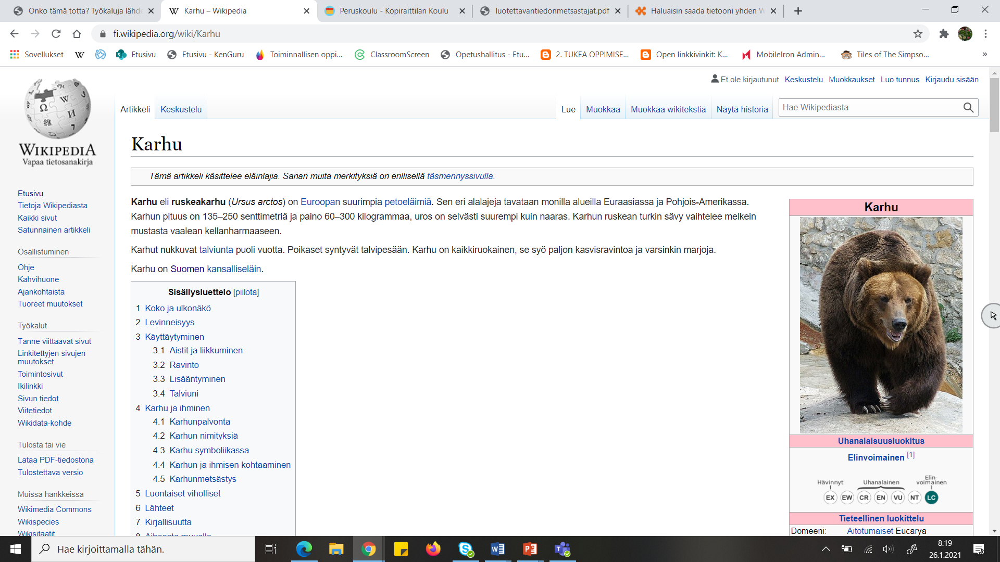 Onko tämä totta? Työkaluja lähde
Karhu – Wikipedia
Peruskoulu - Kopiraittilan Koulu
luotettavantiedonmetsastajat.pdf
Haluaisin saada tietooni yhden W
fi.wikipedia.org/wiki/Karhu
Sovellukset
Etusivu
Etusivu - KenGuru
Toiminnallisen oppi...
ClassroomScreen
Opetushallitus - Etu...
2. TUKEA OPPIMISE...
Open linkkivinkit: K...
MobileIron Admin...
Tiles of The Simpso...
»
Et ole kirjautunut Keskustelu Muokkaukset Luo tunnus Kirjaudu sisään
Artikkeli Keskustelu
Lue Muokkaa Muokkaa wikitekstiä Näytä historia
Hae Wikipediasta
WIKIPEDIA
Vapaa tietosanakirja
Etusivu
Tietoja Wikipediasta
Kaikki sivut
Satunnainen artikkeli
Osallistuminen
Ohje
Kahvihuone
Ajankohtaista
Tuoreet muutokset
Työkalut
Tänne viittaavat sivut
Linkitettyjen sivujen
muutokset
Toimintosivut
Ikilinkki
Sivun tiedot
Viitetiedot
Wikidata-kohde
Tulosta tai vie
Lataa PDF-tiedostona
Tulostettava versio
Muissa hankkeissa
Wikimedia Commons
Wikispecies
Wikisitaatit
Karhu
Tämä artikkeli käsittelee eläinlajia. Sanan muita merkityksiä on erillisellä täsmennyssivulla.
Karhu eli ruskeakarhu (Ursus arctos) on Euroopan suurimpia petoeläimiä. Sen eri alalajeja tavataan monilla alueilla Euraasiassa ja Pohjois-Amerikassa.
Karhun pituus on 135–250 senttimetriä ja paino 60–300 kilogrammaa, uros on selvästi suurempi kuin naaras. Karhun ruskean turkin sävy vaihtelee melkein
mustasta vaalean kellanharmaaseen.
Karhut nukkuvat talviunta puoli vuotta. Poikaset syntyvät talvipesään. Karhu on kaikkiruokainen, se syö paljon kasvisravintoa ja varsinkin marjoja.
Karhu on Suomen kansalliseläin.
Sisällysluettelo [piilota]
1 Koko ja ulkonäkö
2 Levinneisyys
3 Käyttäytyminen
3.1 Aistit ja liikkuminen
3.2 Ravinto
3.3 Lisääntyminen
3.4 Talviuni
4 Karhu ja ihminen
4.1 Karhunpalvonta
4.2 Karhun nimityksiä
4.3 Karhu symboliikassa
4.4 Karhun ja ihmisen kohtaaminen
4.5 Karhunmetsästys
5 Luontaiset viholliset
6 Lähteet
7 Kirjallisuutta
8 Aiheesta muualla
Karhu
Uhanalaisuusluokitus
Elinvoimainen [1]
Hävinnyt Uhanalainen Elin-
voimainen
EX EW CR EN VU NT LC
Tieteellinen luokittelu
Domeeni: Aitotumaiset Eucarya
Hae kirjoittamalla tähän.
8.19
26.1.2021